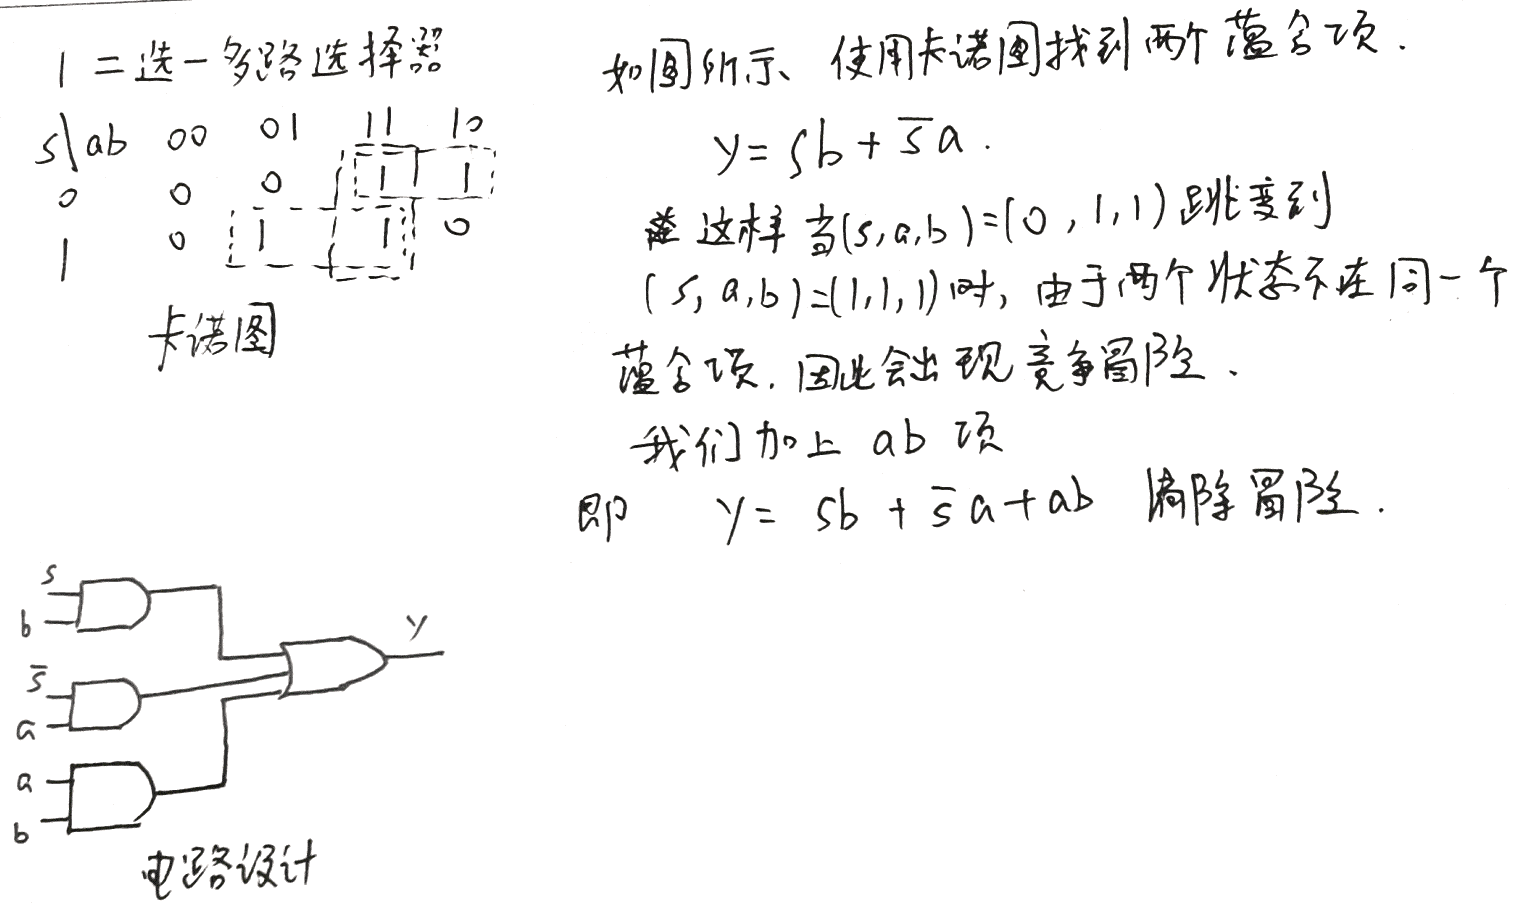 1 二选一多路选择器
s\ab 00 01 11 10
0 0 0 1 1
1 0 1 1 0
卡诺图
如图所示、使用卡诺图找到两个蕴含项.
y = sb + s̅a.
这样当(s,a,b)=(0,1,1)跳变到
(s,a,b)=(1,1,1)时,由于两个状态不在同一个
蕴含项.因此会出现竞争冒险.
我们加上 ab 项
即 y = sb + s̅a + ab 消除冒险.
s
b
s̅
a
a
b
y
电路设计